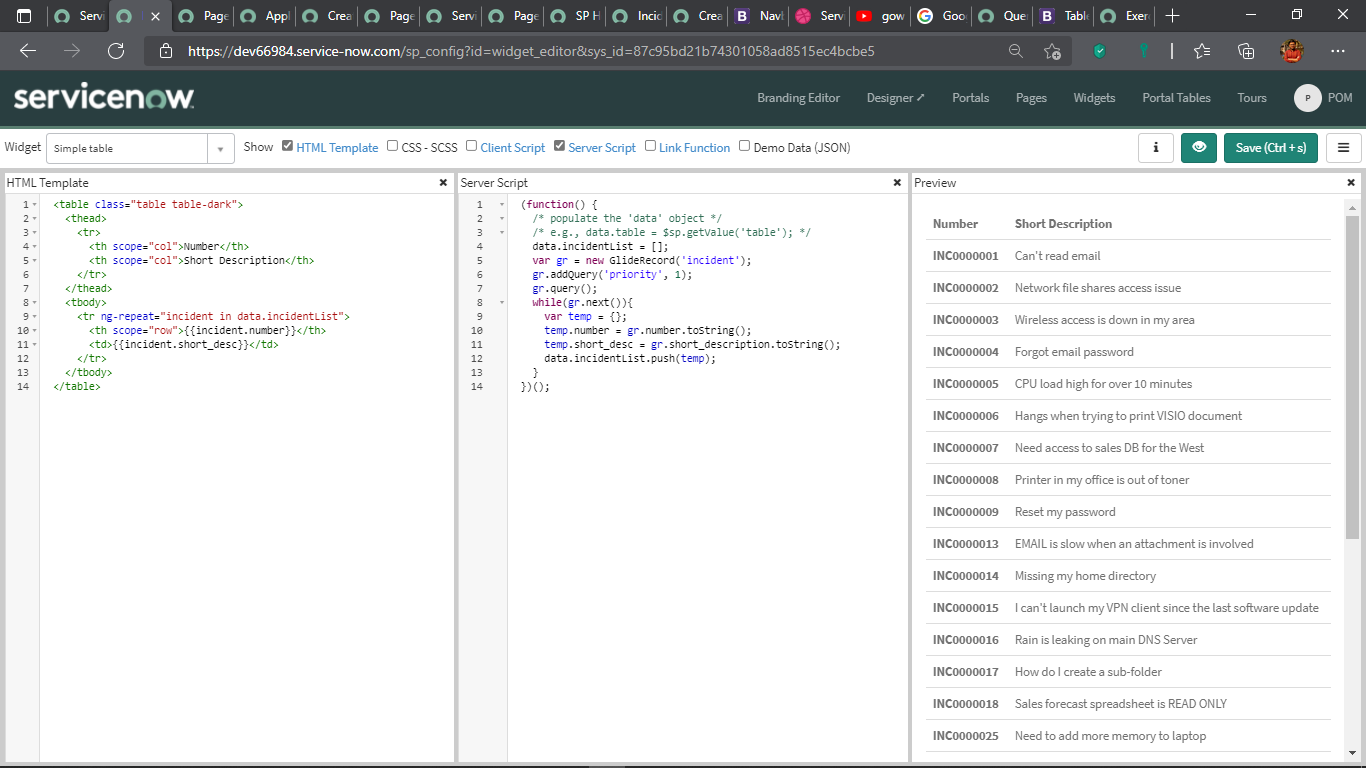 Servi
Page
Appl
Crea
Page
Servi
Page
SP H
Incid
Crea
Navl
Servi
gow
Goo
Que
Table
Exerc
https://dev66984.service-now.com/sp_config?id=widget_editor&sys_id=87c95bd21b74301058ad8515ec4bcbe5
servicenow.
Branding Editor
Designer
Portals
Pages
Widgets
Portal Tables
Tours
P
POM
Widget
Simple table
Show
HTML Template
CSS - SCSS
Client Script
Server Script
Link Function
Demo Data (JSON)
Save (Ctrl + s)
HTML Template
1 <table class="table table-dark">
2 <thead>
3 <tr>
4 <th scope="col">Number</th>
5 <th scope="col">Short Description</th>
6 </tr>
7 </thead>
8 <tbody>
9 <tr ng-repeat="incident in data.incidentList">
10 <th scope="row">{{incident.number}}</th>
11 <td>{{incident.short_desc}}</td>
12 </tr>
13 </tbody>
14 </table>
Server Script
1 (function() {
2 /* populate the 'data' object */
3 /* e.g., data.table = $sp.getValue('table'); */
4 data.incidentList = [];
5 var gr = new GlideRecord('incident');
6 gr.addQuery('priority', 1);
7 gr.query();
8 while(gr.next()){
9 var temp = {};
10 temp.number = gr.number.toString();
11 temp.short_desc = gr.short_description.toString();
12 data.incidentList.push(temp);
13 }
14 })();
Preview
Number Short Description
INC0000001 Can't read email
INC0000002 Network file shares access issue
INC0000003 Wireless access is down in my area
INC0000004 Forgot email password
INC0000005 CPU load high for over 10 minutes
INC0000006 Hangs when trying to print VISIO document
INC0000007 Need access to sales DB for the West
INC0000008 Printer in my office is out of toner
INC0000009 Reset my password
INC0000013 EMAIL is slow when an attachment is involved
INC0000014 Missing my home directory
INC0000015 I can't launch my VPN client since the last software update
INC0000016 Rain is leaking on main DNS Server
INC0000017 How do I create a sub-folder
INC0000018 Sales forecast spreadsheet is READ ONLY
INC0000025 Need to add more memory to laptop